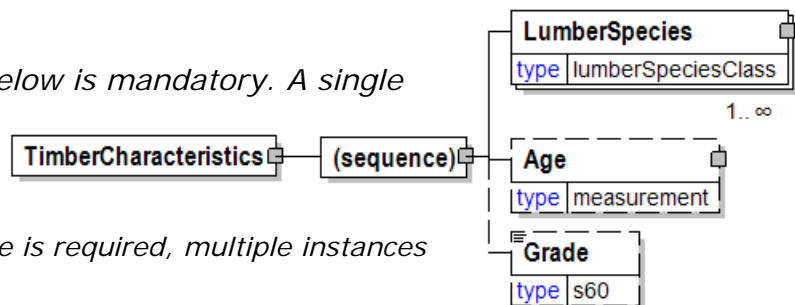 LumberSpecies
type lumberSpeciesClass
elow is mandatory. A single
1.. ∞
TimberCharacteristics
(sequence)
Age
type measurement
e is required, multiple instances
Grade
type s60